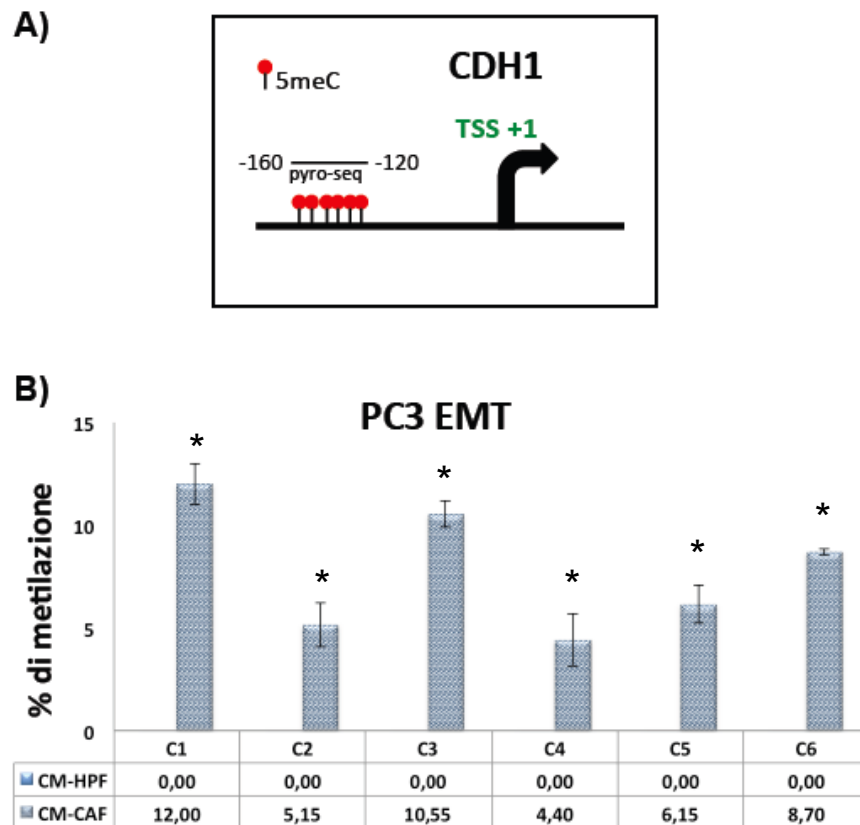 A)
CDH1
5meC
TSS +1
-160 -120
pyro-seq
B)
PC3 EMT
% di metilazione
15
10
5
0
* * * * * *
C1 C2 C3 C4 C5 C6
CM-HPF 0,00 0,00 0,00 0,00 0,00 0,00
CM-CAF 12,00 5,15 10,55 4,40 6,15 8,70